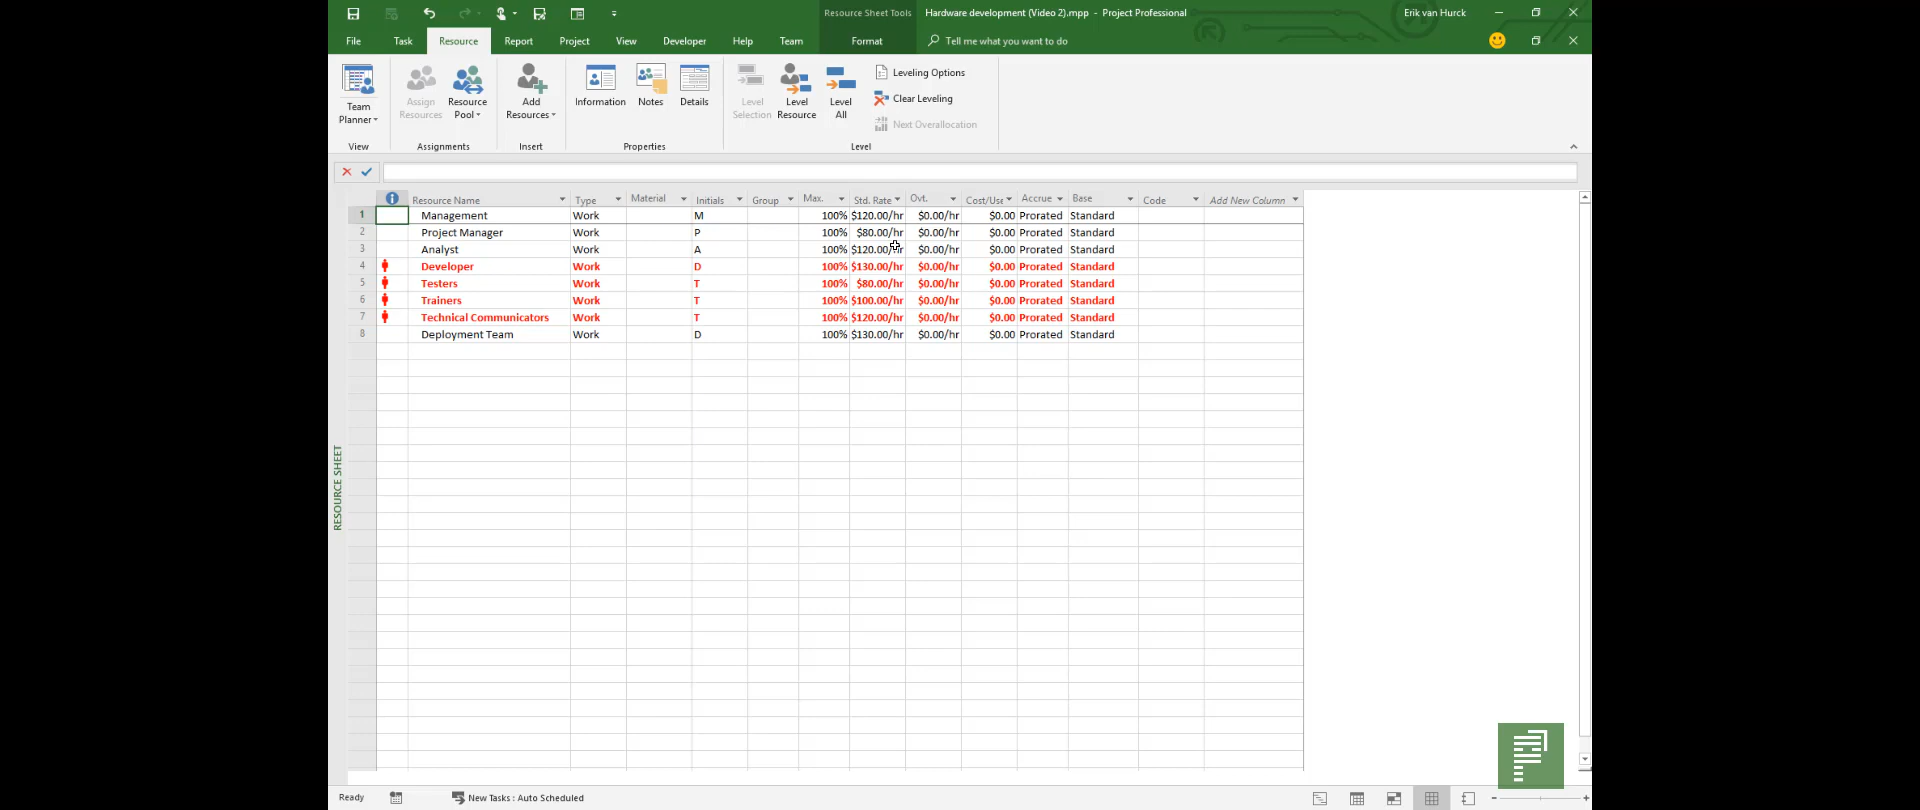 Resource Sheet Tools
Hardware development (Video 2).mpp - Project Professional
Erik van Hurck
File Task Resource Report Project View Developer Help Team Format Tell me what you want to do
Team Planner
Assign Resources
Resource Pool
Add Resources
Information
Notes
Details
Level Selection
Level Resource
Level All
Leveling Options
Clear Leveling
Next Overallocation
View Assignments Insert Properties Level
Resource Name Type Material Initials Group Max. Std. Rate Ovt. Cost/Use Accrue Base Code Add New Column
1 Management Work M 100% $120.00/hr $0.00/hr $0.00 Prorated Standard
2 Project Manager Work P 100% $80.00/hr $0.00/hr $0.00 Prorated Standard
3 Analyst Work A 100% $120.00/hr $0.00/hr $0.00 Prorated Standard
4 Developer Work D 100% $130.00/hr $0.00/hr $0.00 Prorated Standard
5 Testers Work T 100% $80.00/hr $0.00/hr $0.00 Prorated Standard
6 Trainers Work T 100% $100.00/hr $0.00/hr $0.00 Prorated Standard
7 Technical Communicators Work T 100% $120.00/hr $0.00/hr $0.00 Prorated Standard
8 Deployment Team Work D 100% $130.00/hr $0.00/hr $0.00 Prorated Standard
RESOURCE SHEET
Ready New Tasks : Auto Scheduled